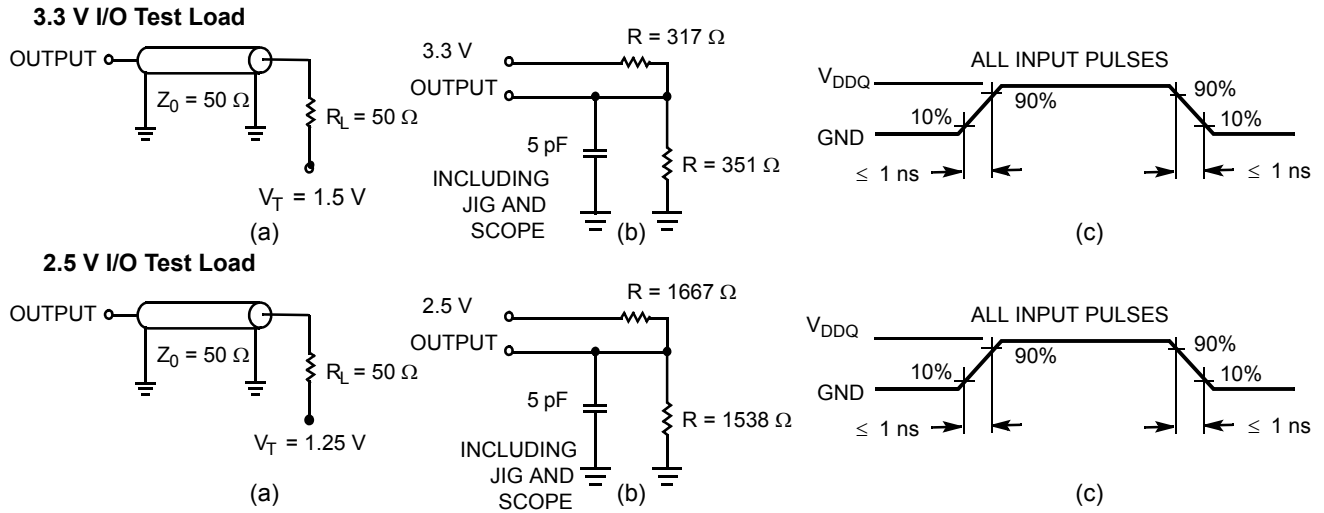 3.3 V I/O Test Load
OUTPUT
Z0 = 50 Ω
RL = 50 Ω
VT = 1.5 V
(a)
3.3 V
OUTPUT
R = 317 Ω
5 pF
INCLUDING
JIG AND
SCOPE
R = 351 Ω
(b)
ALL INPUT PULSES
VDDQ
GND
10%
90%
90%
10%
≤ 1 ns
≤ 1 ns
(c)
2.5 V I/O Test Load
OUTPUT
Z0 = 50 Ω
RL = 50 Ω
VT = 1.25 V
(a)
2.5 V
OUTPUT
R = 1667 Ω
5 pF
INCLUDING
JIG AND
SCOPE
R = 1538 Ω
(b)
ALL INPUT PULSES
VDDQ
GND
10%
90%
90%
10%
≤ 1 ns
≤ 1 ns
(c)